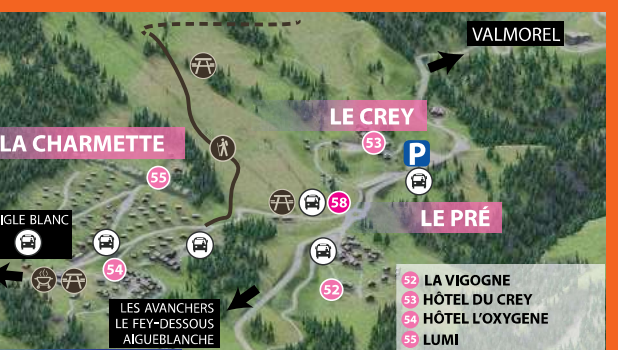 VALMOREL
LE CREY
53
LA CHARMETTE
P
55
58
IGLE BLANC
LE PRÉ
54
52
LES AVANCHERS
LE FEY-DESSOUS
AIGUEBLANCHE
52 LA VIGOGNE
53 HÔTEL DU CREY
54 HÔTEL L'OXYGENE
55 LUMI